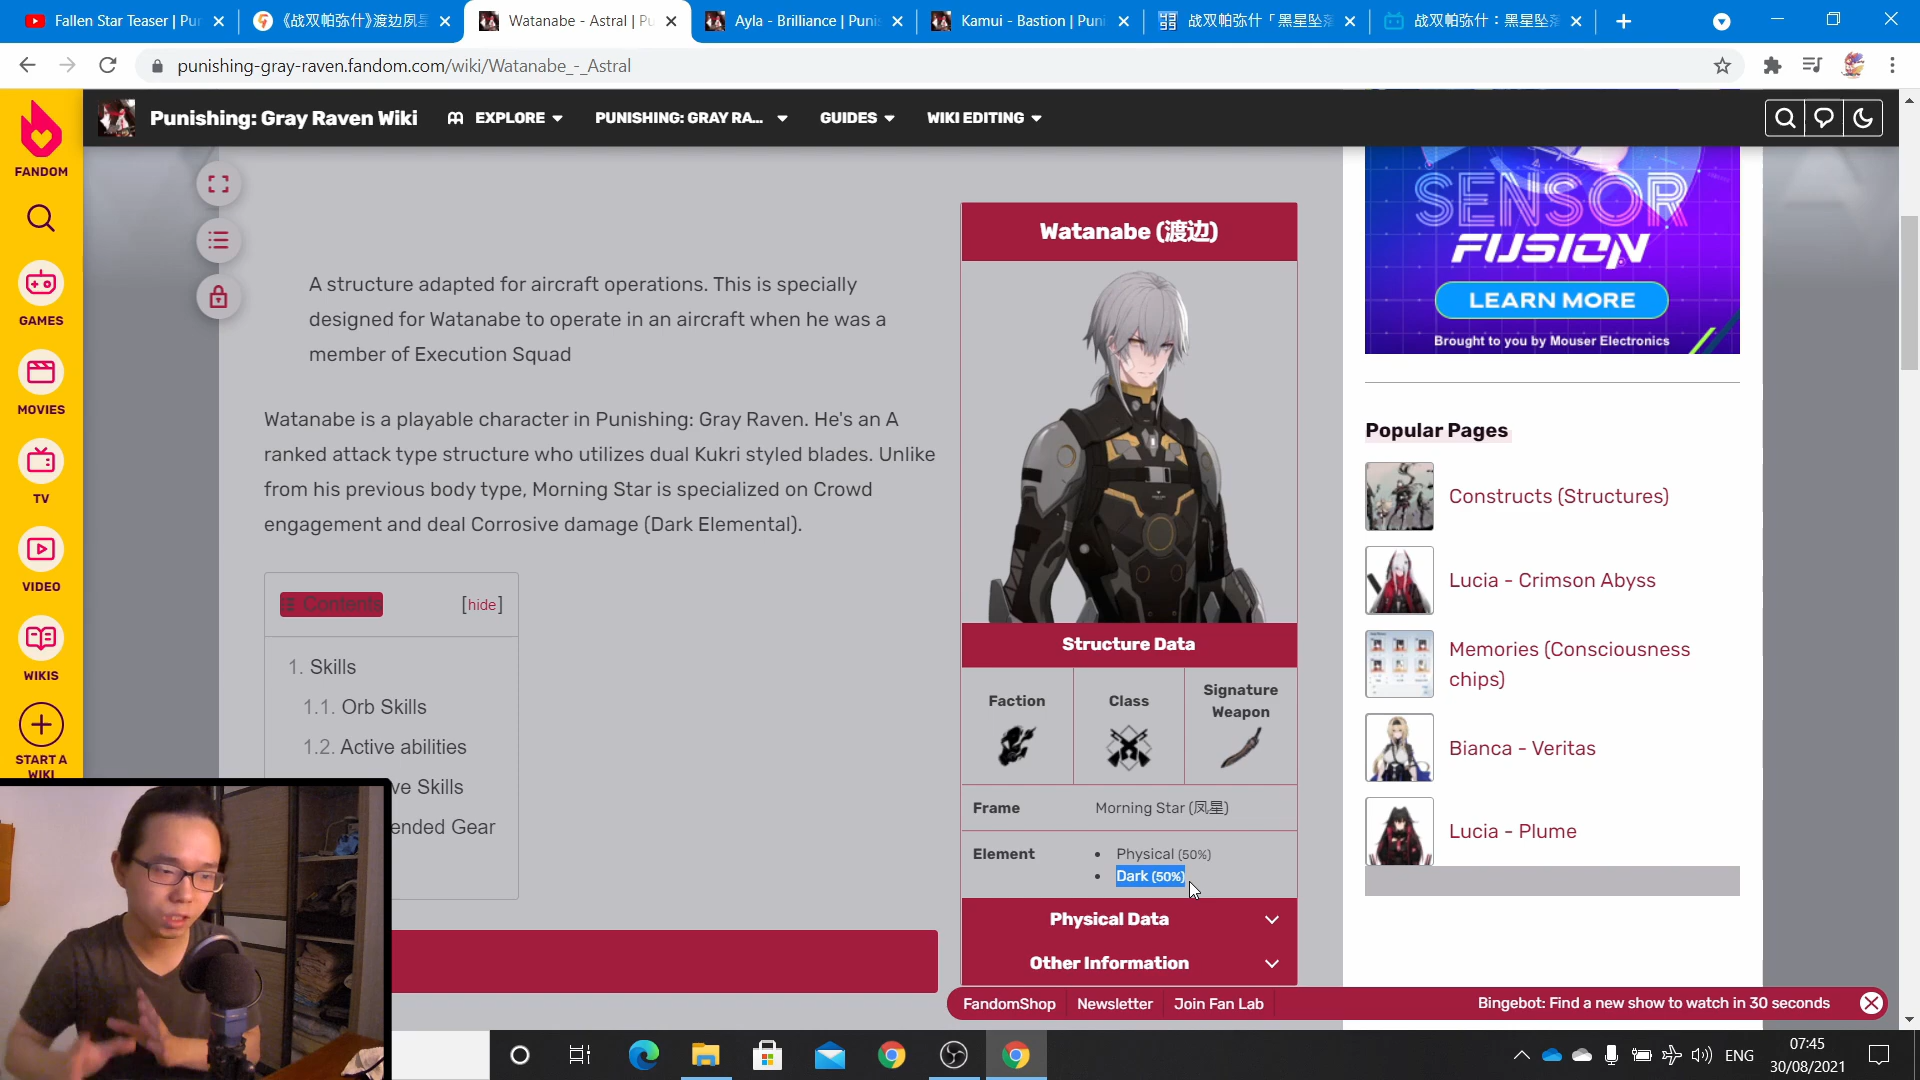 Fallen Star Teaser | Pun
《战双帕弥什》渡边夙星
Watanabe - Astral | Pu
Ayla - Brilliance | Punis
Kamui - Bastion | Puni
战双帕弥什「黑星坠落
战双帕弥什：黑星坠落
punishing-gray-raven.fandom.com/wiki/Watanabe_-_Astral
FANDOM
GAMES
MOVIES
TV
VIDEO
WIKIS
START A
WIKI
Punishing: Gray Raven Wiki
EXPLORE
PUNISHING: GRAY RA...
GUIDES
WIKI EDITING
A structure adapted for aircraft operations. This is specially
designed for Watanabe to operate in an aircraft when he was a
member of Execution Squad
Watanabe is a playable character in Punishing: Gray Raven. He's an A
ranked attack type structure who utilizes dual Kukri styled blades. Unlike
from his previous body type, Morning Star is specialized on Crowd
engagement and deal Corrosive damage (Dark Elemental).
Contents
[hide]
1. Skills
1.1. Orb Skills
1.2. Active abilities
ve Skills
ended Gear
Watanabe (渡边)
Structure Data
Faction
Class
Signature
Weapon
Frame
Morning Star (凤星)
Element
Physical (50%)
Dark (50%)
Physical Data
Other Information
SENSOR
FUSION
LEARN MORE
Brought to you by Mouser Electronics
Popular Pages
Constructs (Structures)
Lucia - Crimson Abyss
Memories (Consciousness
chips)
Bianca - Veritas
Lucia - Plume
FandomShop
Newsletter
Join Fan Lab
Bingebot: Find a new show to watch in 30 seconds
ENG
07:45
30/08/2021